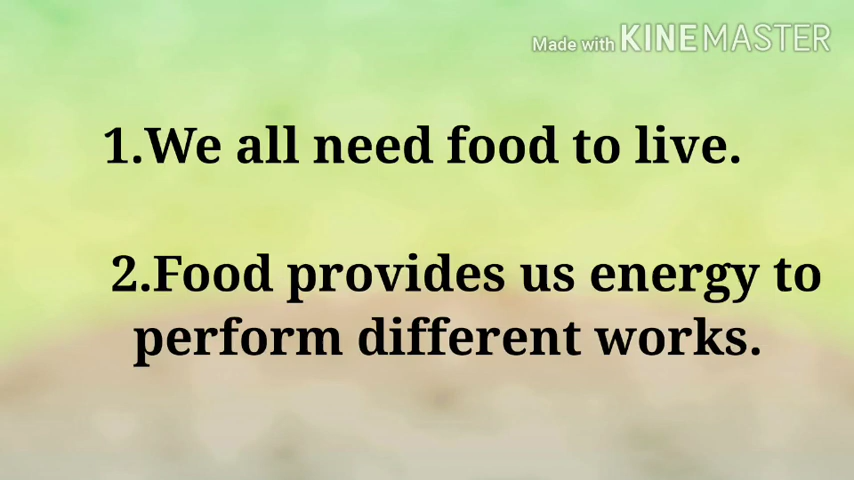 Made with KINEMASTER
1.We all need food to live.
2.Food provides us energy to
perform different works.